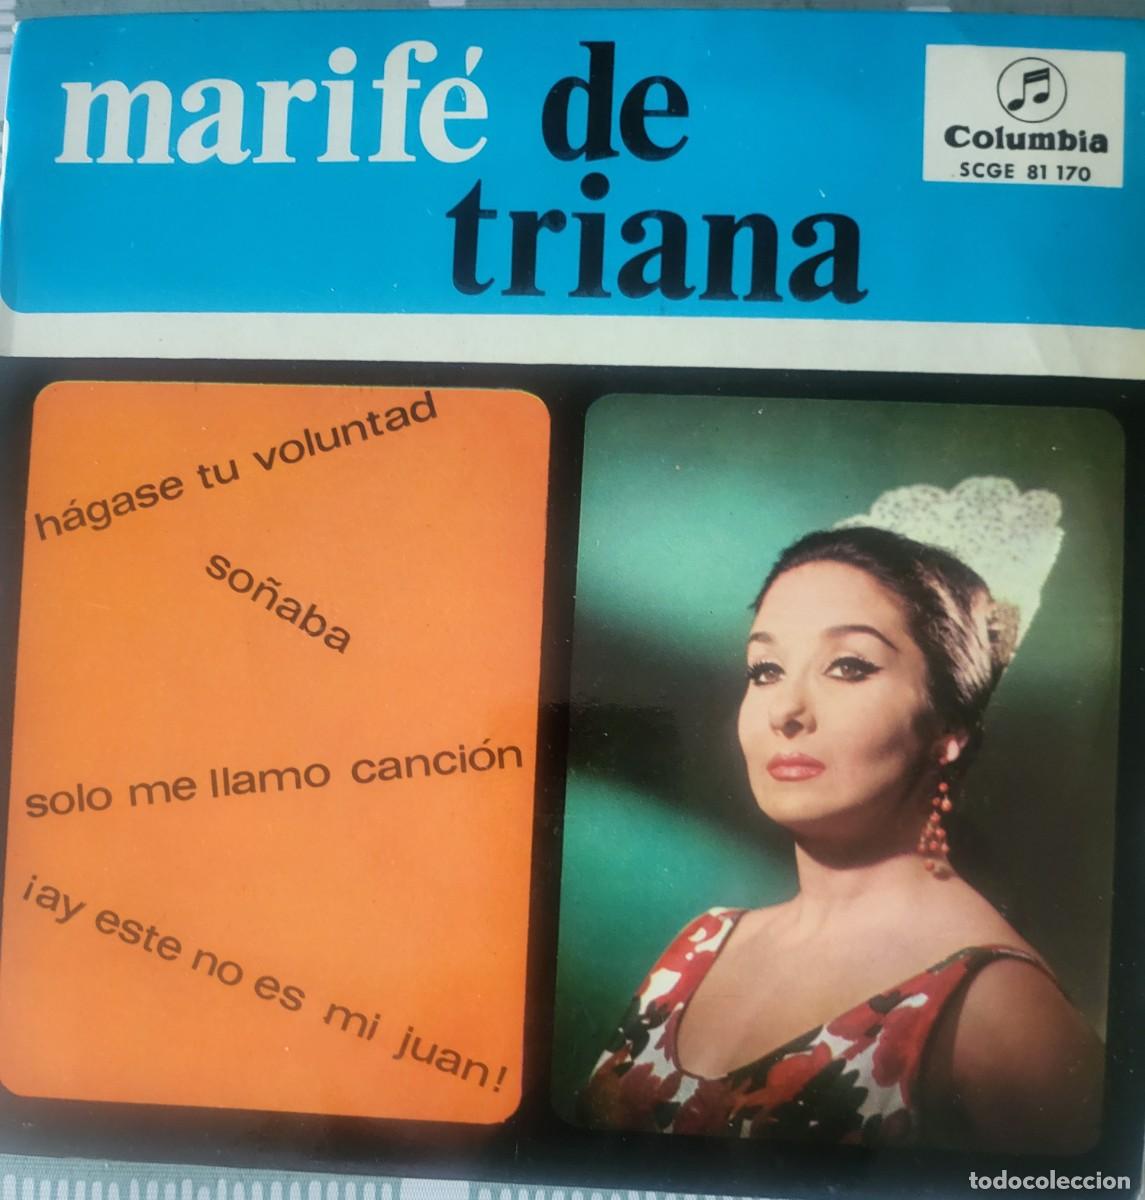 marifé de
triana
Columbia
SCGE 81 170
hágase tu voluntad
soñaba
solo me llamo canción
¡ay este no es mi juan!
todocoleccion